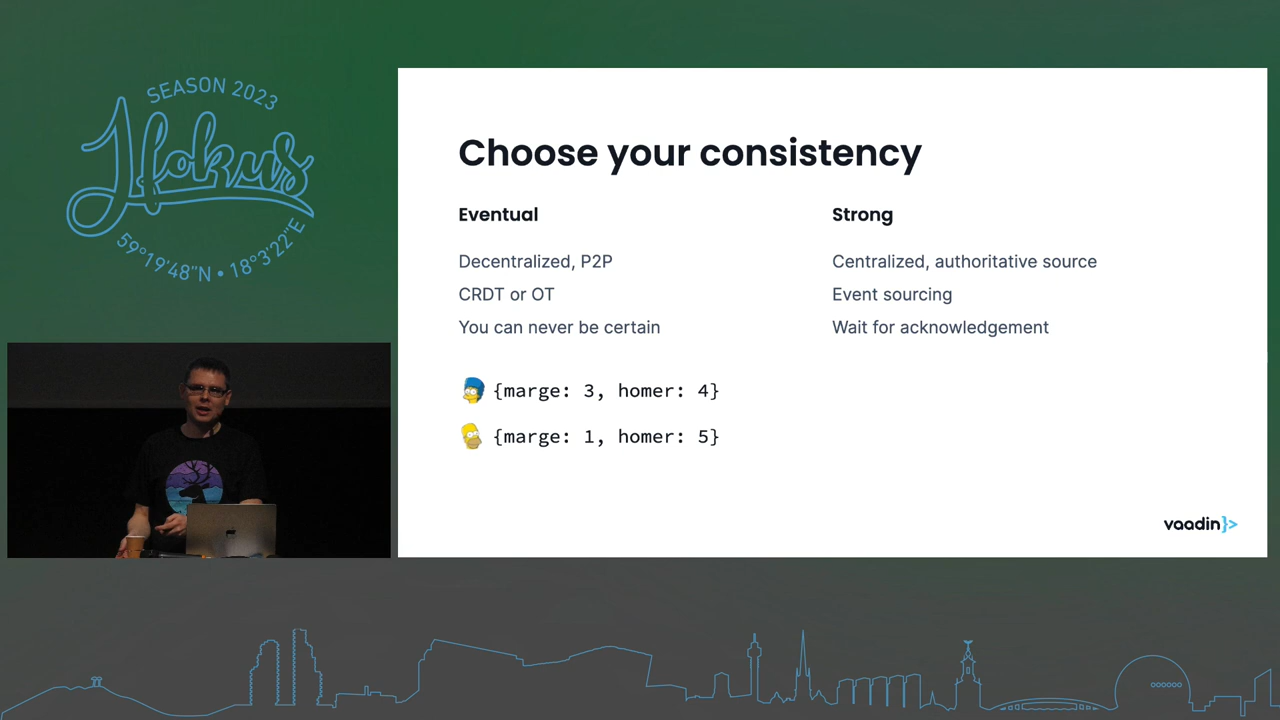 SEASON 2023
Hokus
59°19'48"N • 18°3'22"E
Choose your consistency
Eventual
Decentralized, P2P
CRDT or OT
You can never be certain
Strong
Centralized, authoritative source
Event sourcing
Wait for acknowledgement
{marge: 3, homer: 4}
{marge: 1, homer: 5}
vaadin}>